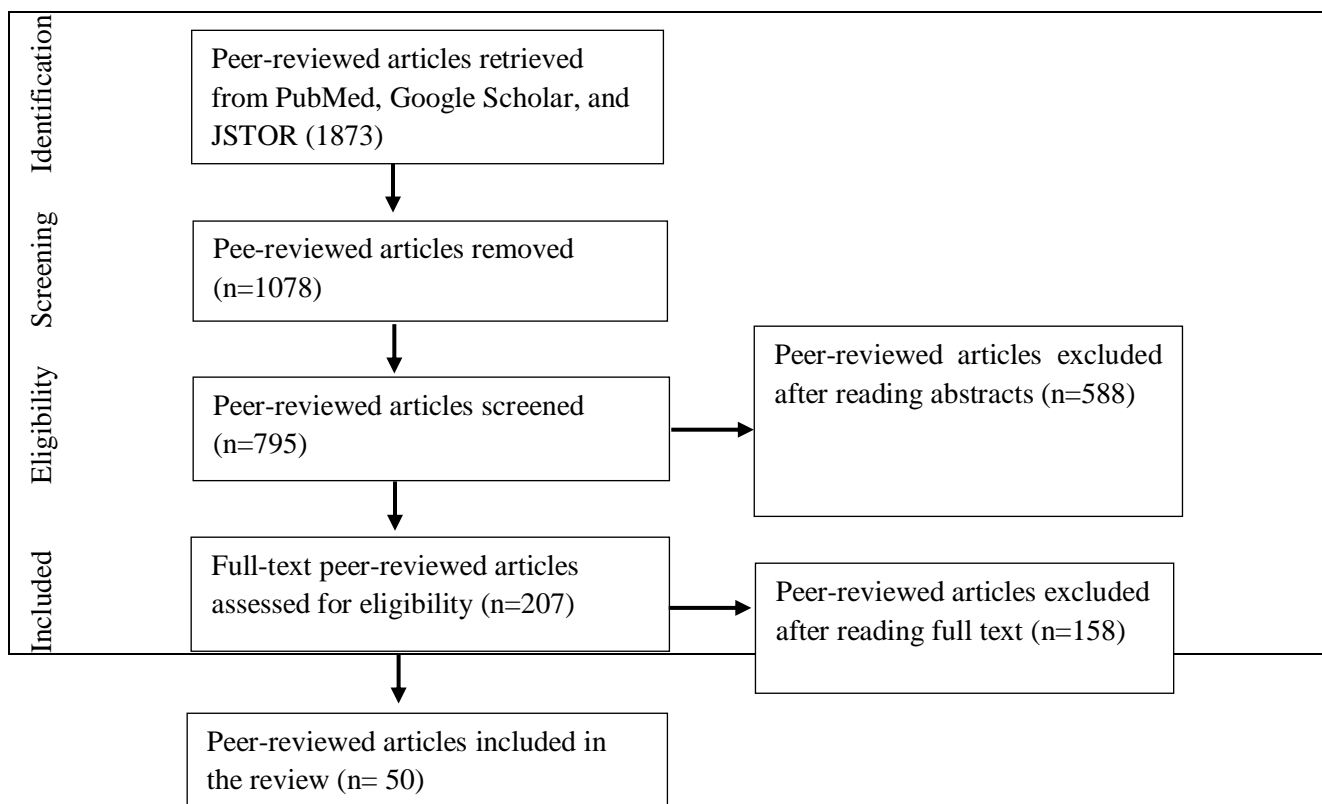 Identification
Peer-reviewed articles retrieved
from PubMed, Google Scholar, and
JSTOR (1873)
Screening
Pee-reviewed articles removed
(n=1078)
Eligibility
Peer-reviewed articles screened
(n=795)
Peer-reviewed articles excluded
after reading abstracts (n=588)
Included
Full-text peer-reviewed articles
assessed for eligibility (n=207)
Peer-reviewed articles excluded
after reading full text (n=158)
Peer-reviewed articles included in
the review (n= 50)